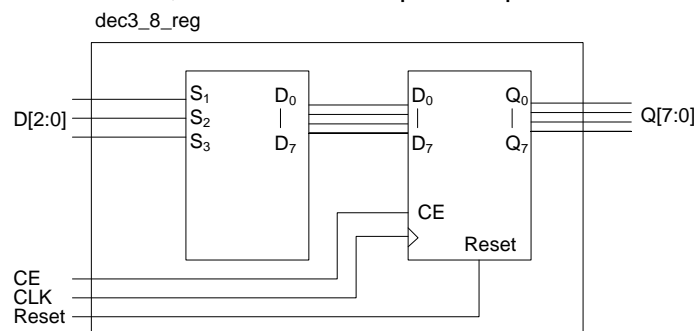 dec3_8_reg
D[2:0]
S1
S2
S3
D0
D7
D0
D7
CE
Reset
Q0
Q7
Q[7:0]
CE
CLK
Reset